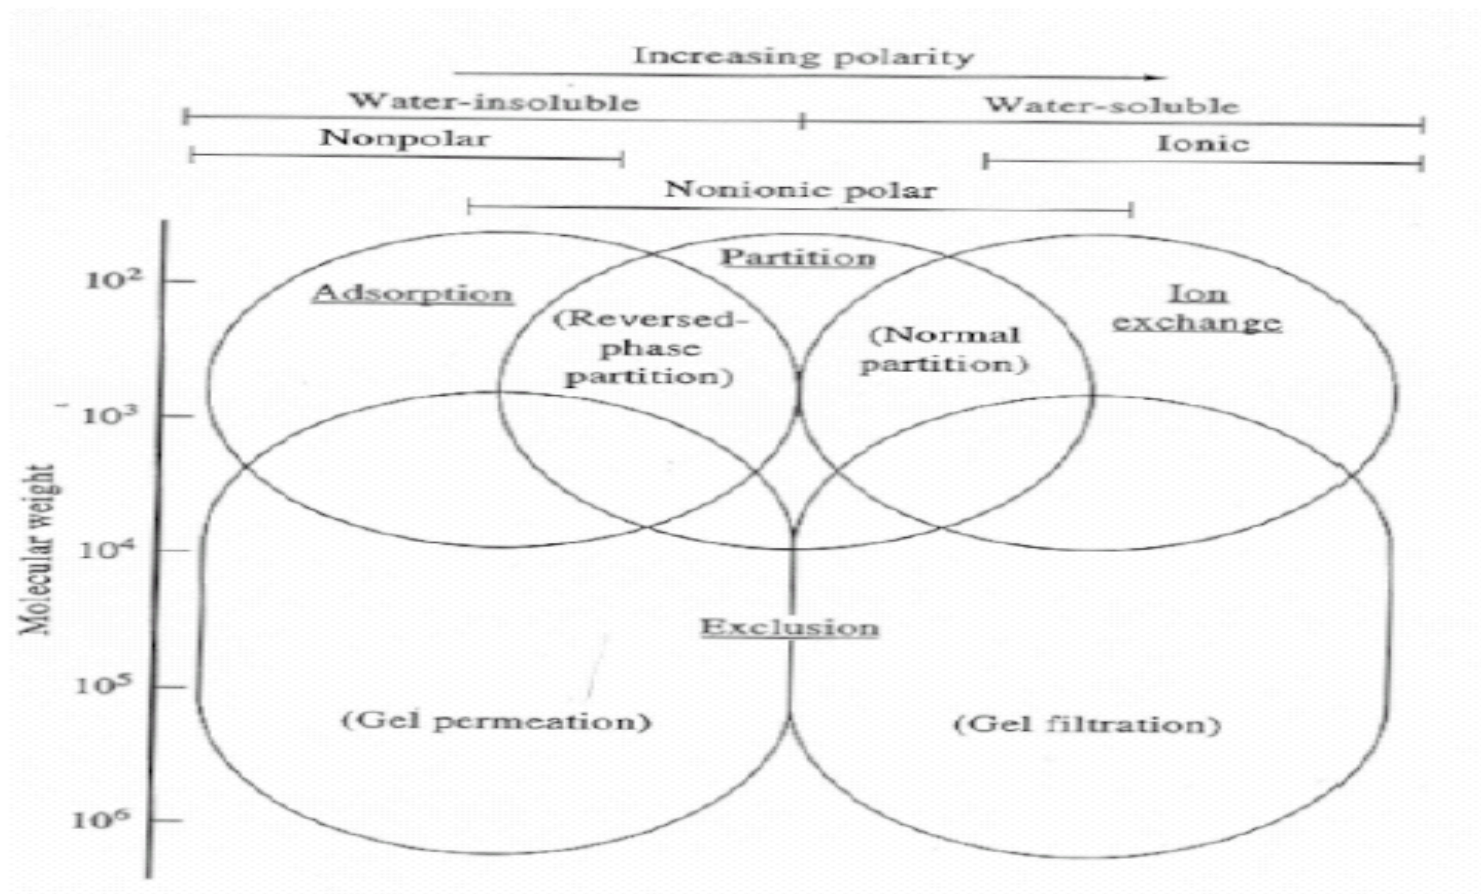 Increasing polarity
Water-insoluble
Water-soluble
Nonpolar
Ionic
Nonionic polar
Partition
10²
Adsorption
Ion
exchange
(Reversed-
phase
partition)
(Normal
partition)
10³
Molecular weight
10⁴
Exclusion
10⁵
(Gel permeation)
(Gel filtration)
10⁶